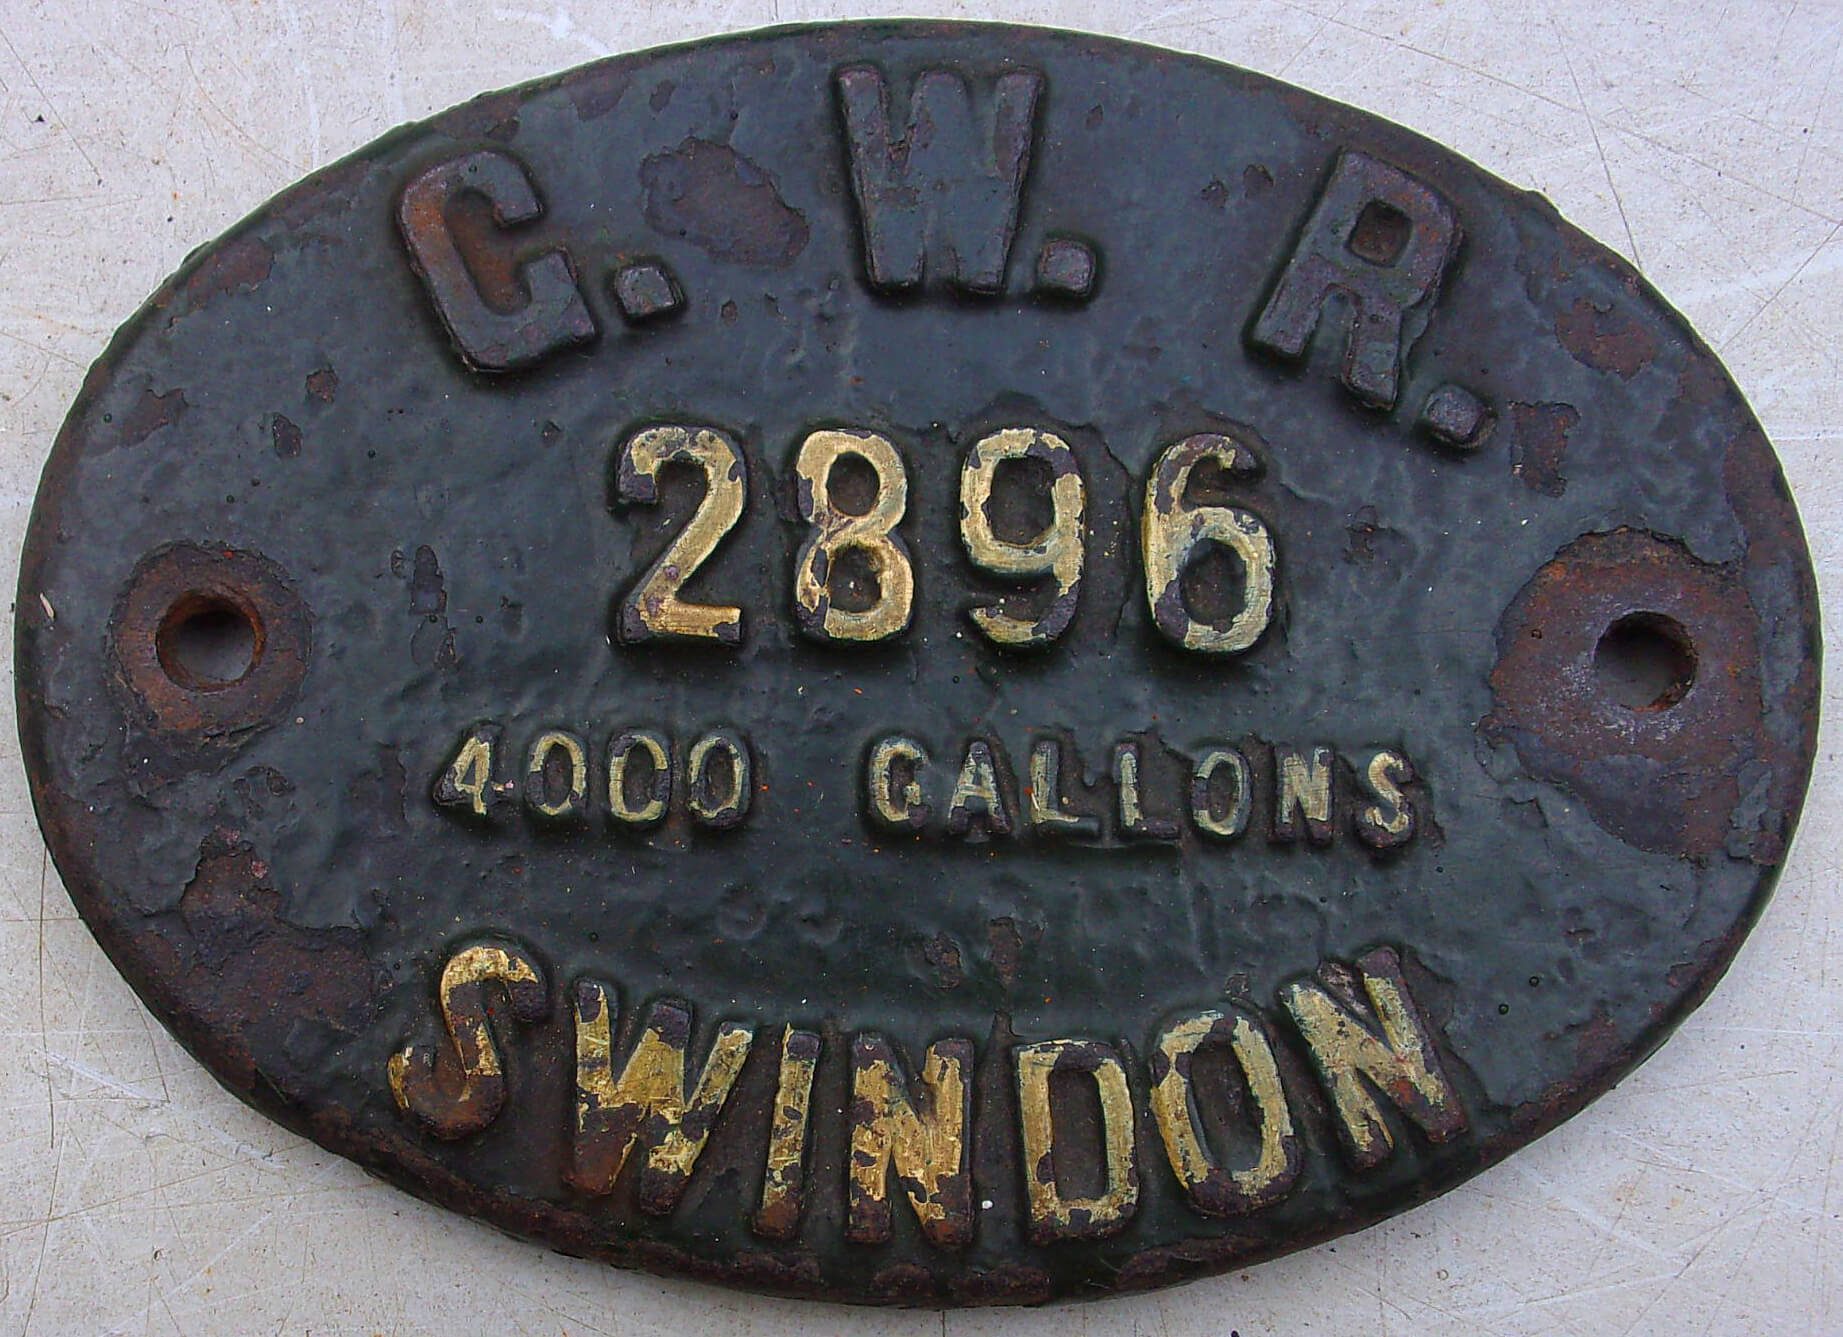 G. W. R.
2896
4000 GALLONS
SWINDON